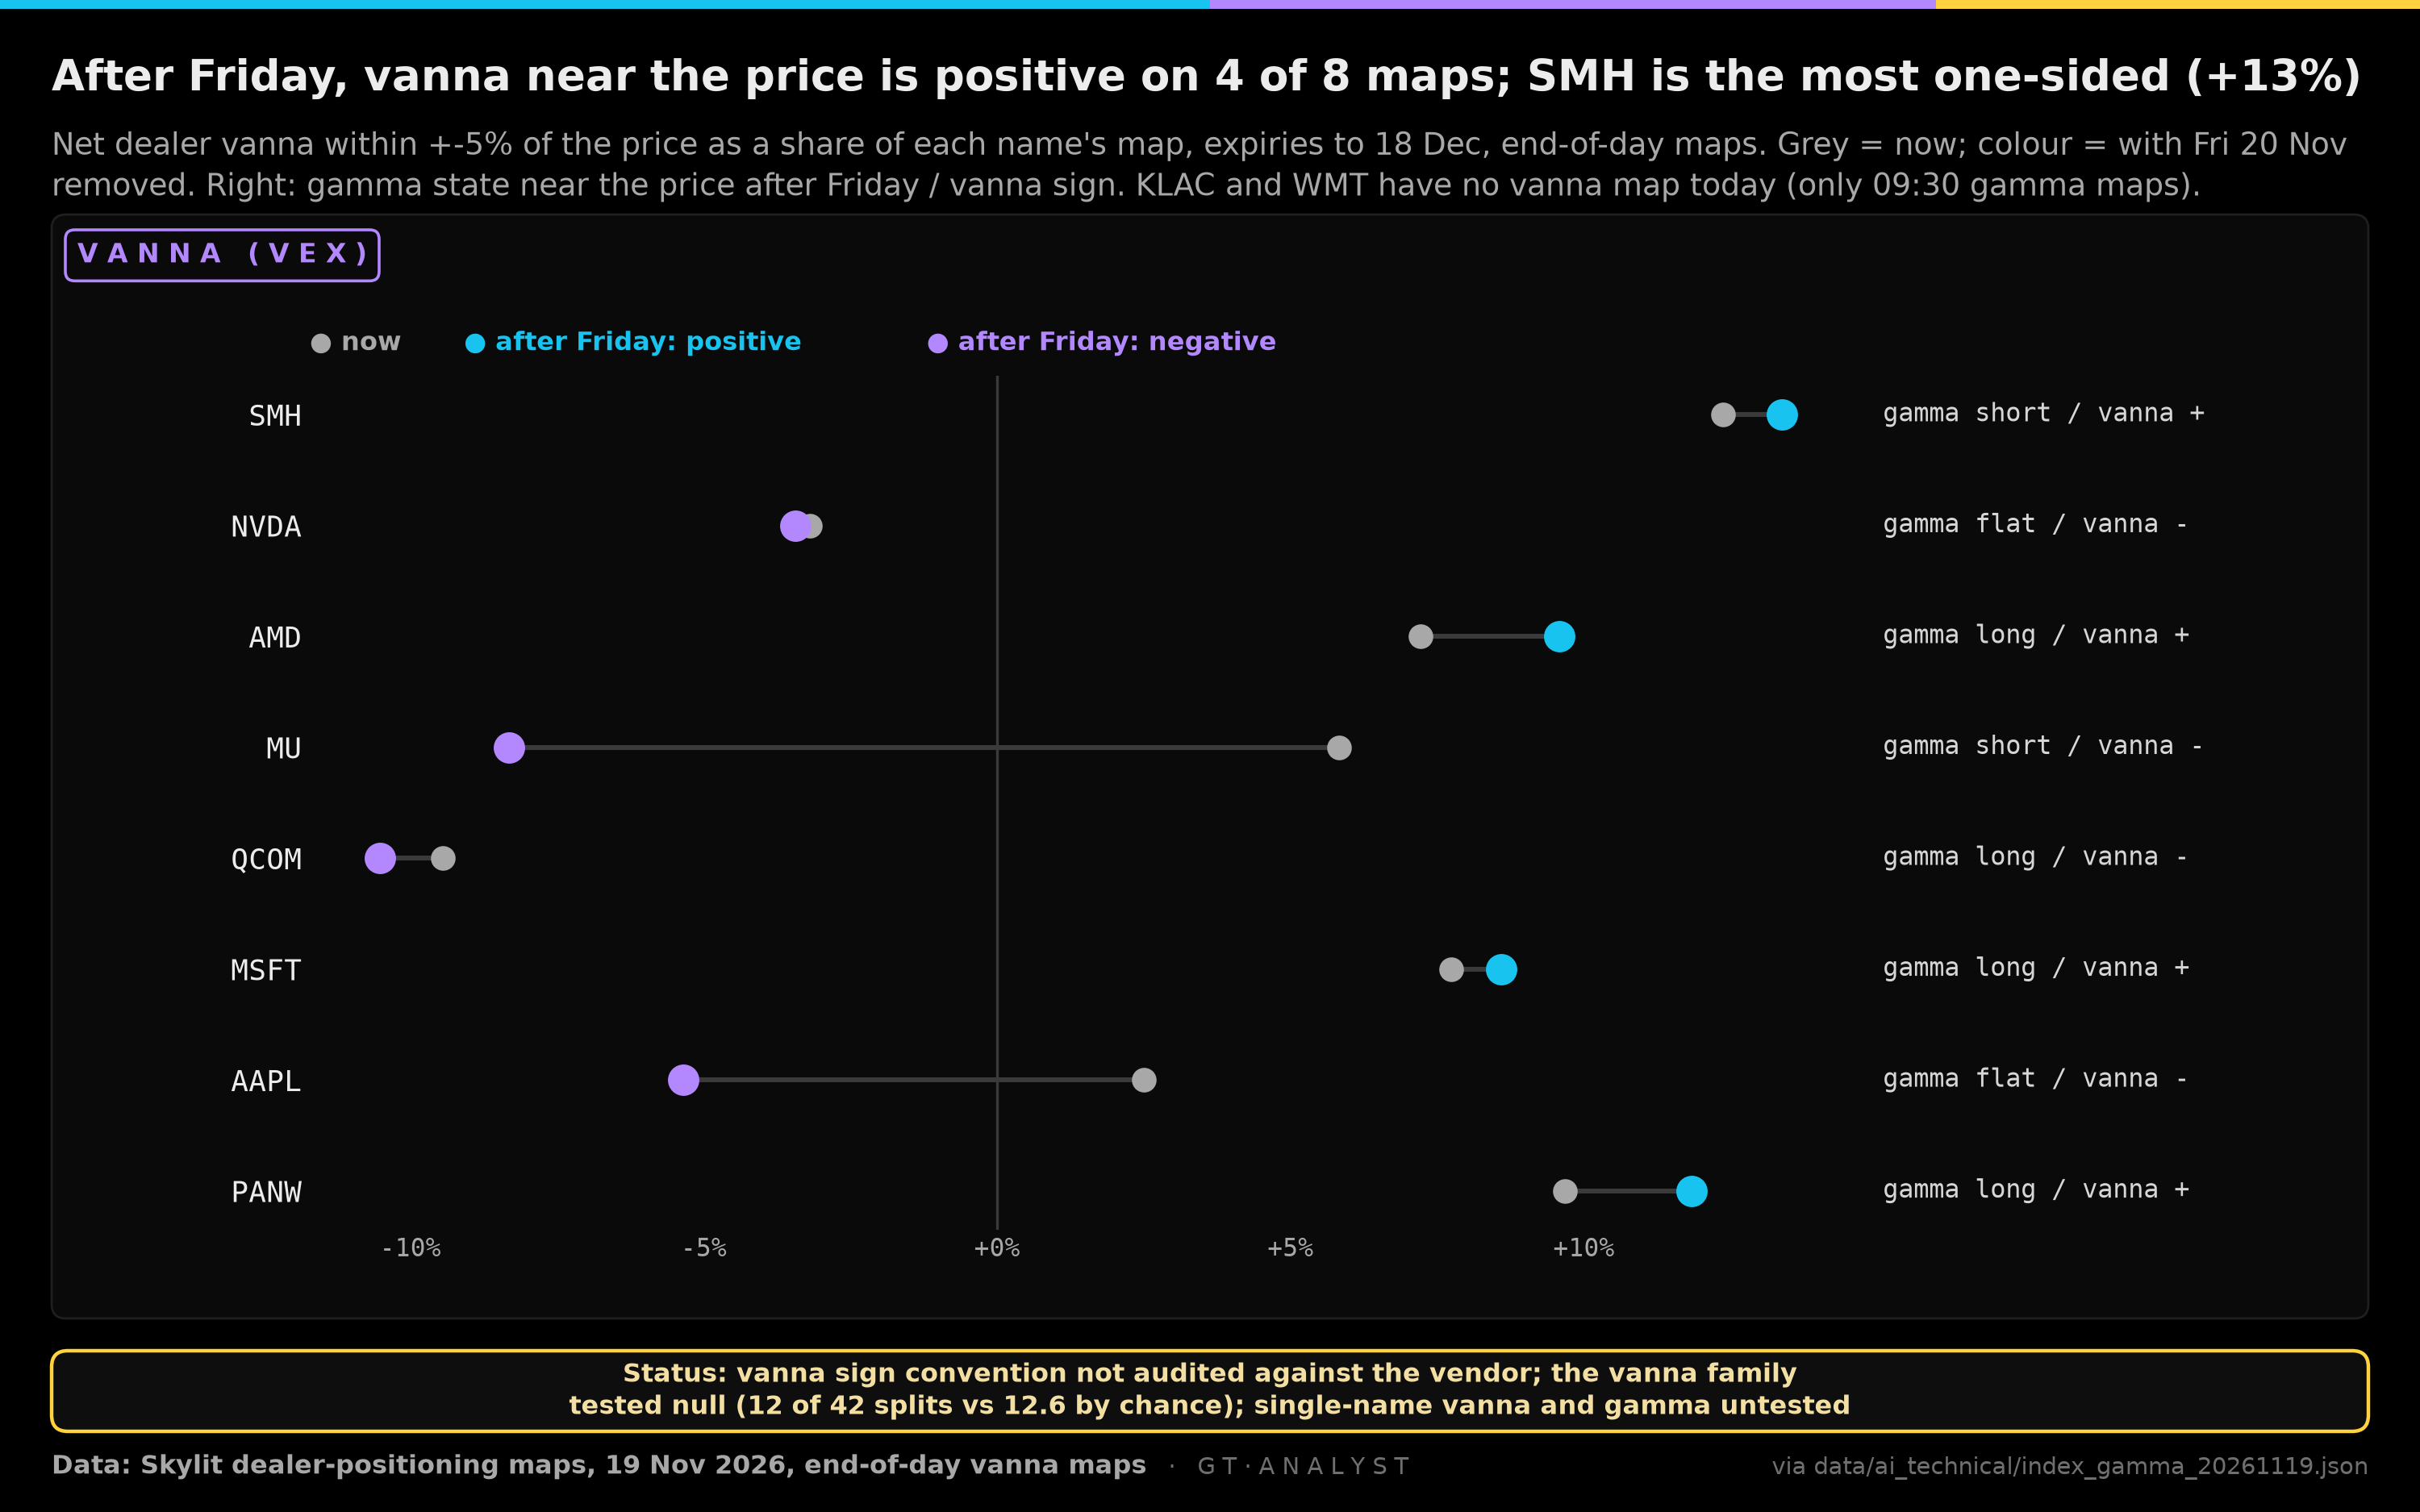 After Friday, vanna near the price is positive on 4 of 8 maps; SMH is the most one-sided (+13%)
Net dealer vanna within +-5% of the price as a share of each name's map, expiries to 18 Dec, end-of-day maps. Grey = now; colour = with Fri 20 Nov
removed. Right: gamma state near the price after Friday / vanna sign. KLAC and WMT have no vanna map today (only 09:30 gamma maps).
VANNA (VEX)
now after Friday: positive after Friday: negative
SMH gamma short / vanna +
NVDA gamma flat / vanna -
AMD gamma long / vanna +
MU gamma short / vanna -
QCOM gamma long / vanna -
MSFT gamma long / vanna +
AAPL gamma flat / vanna -
PANW gamma long / vanna +
-10% -5% +0% +5% +10%
Status: vanna sign convention not audited against the vendor; the vanna family
tested null (12 of 42 splits vs 12.6 by chance); single-name vanna and gamma untested
Data: Skylit dealer-positioning maps, 19 Nov 2026, end-of-day vanna maps · GT·ANALYST via data/ai_technical/index_gamma_20261119.json